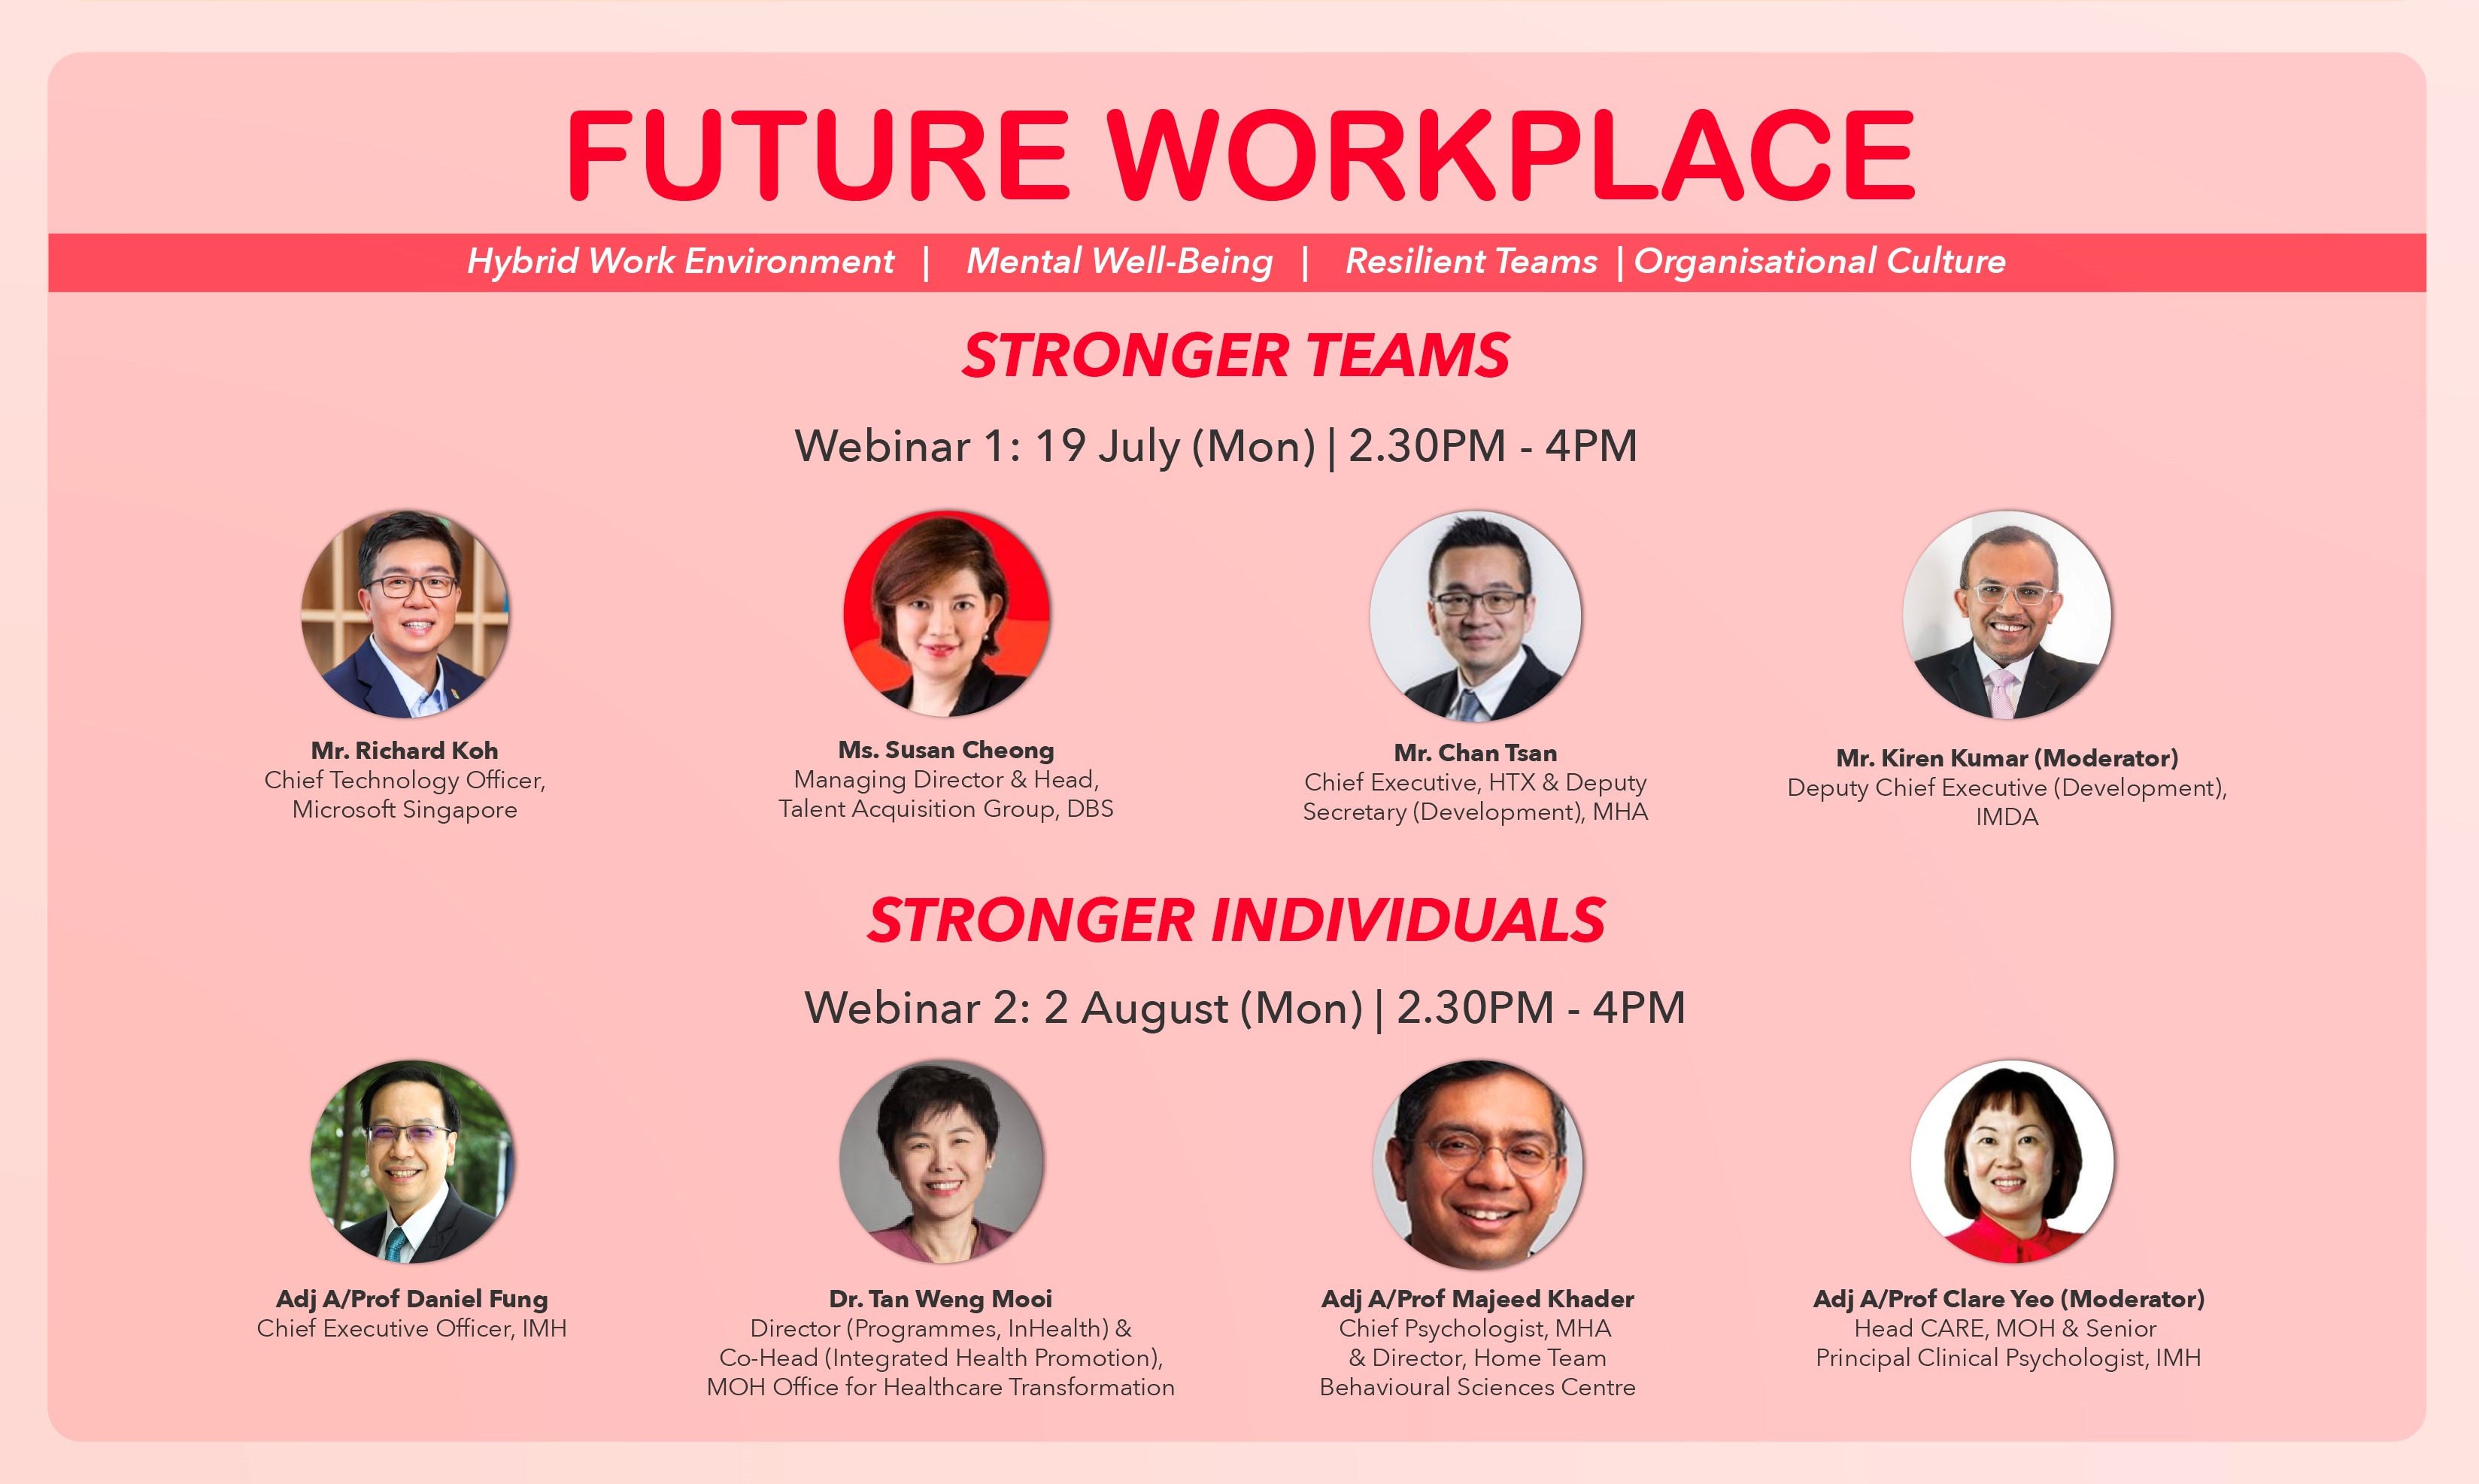 FUTURE WORKPLACE
Hybrid Work Environment | Mental Well-Being | Resilient Teams | Organisational Culture
STRONGER TEAMS
Webinar 1: 19 July (Mon) | 2.30PM - 4PM
Mr. Richard Koh
Chief Technology Officer,
Microsoft Singapore
Ms. Susan Cheong
Managing Director & Head,
Talent Acquisition Group, DBS
Mr. Chan Tsan
Chief Executive, HTX & Deputy
Secretary (Development), MHA
Mr. Kiren Kumar (Moderator)
Deputy Chief Executive (Development),
IMDA
STRONGER INDIVIDUALS
Webinar 2: 2 August (Mon) | 2.30PM - 4PM
Adj A/Prof Daniel Fung
Chief Executive Officer, IMH
Dr. Tan Weng Mooi
Director (Programmes, InHealth) &
Co-Head (Integrated Health Promotion),
MOH Office for Healthcare Transformation
Adj A/Prof Majeed Khader
Chief Psychologist, MHA
& Director, Home Team
Behavioural Sciences Centre
Adj A/Prof Clare Yeo (Moderator)
Head CARE, MOH & Senior
Principal Clinical Psychologist, IMH